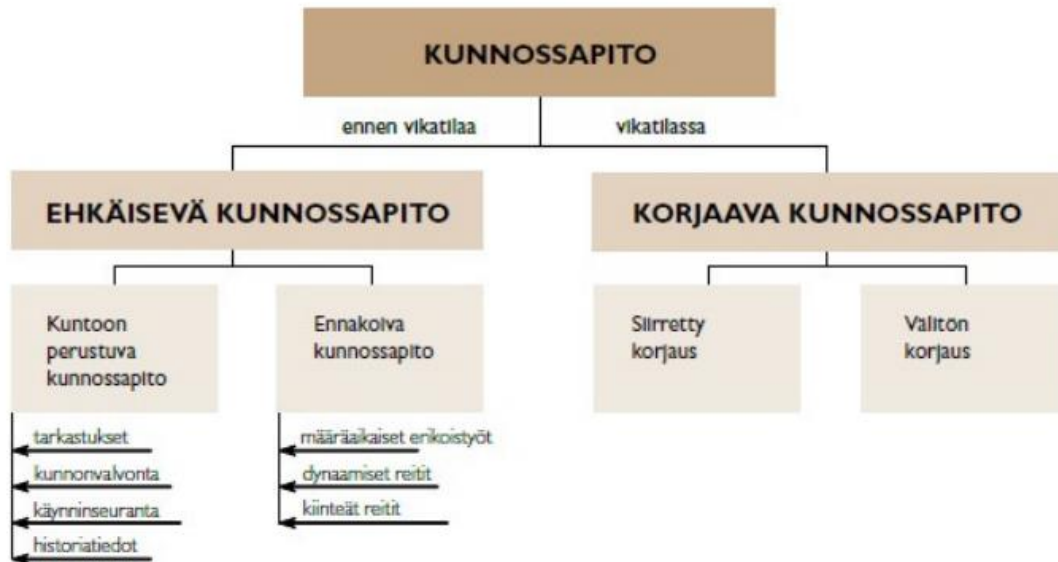 KUNNOSSAPITO
ennen vikatilaa
vikatilassa
EHKÄISEVÄ KUNNOSSAPITO
KORJAAVA KUNNOSSAPITO
Kuntoon
perustuva
kunnossapito
Ennakoiva
kunnossapito
Siirretty
korjaus
Välitön
korjaus
tarkastukset
kunnonvalvonta
käynninseuranta
historiatiedot
määräaikaiset erikoistyöt
dynaamiset reitit
kiinteät reitit